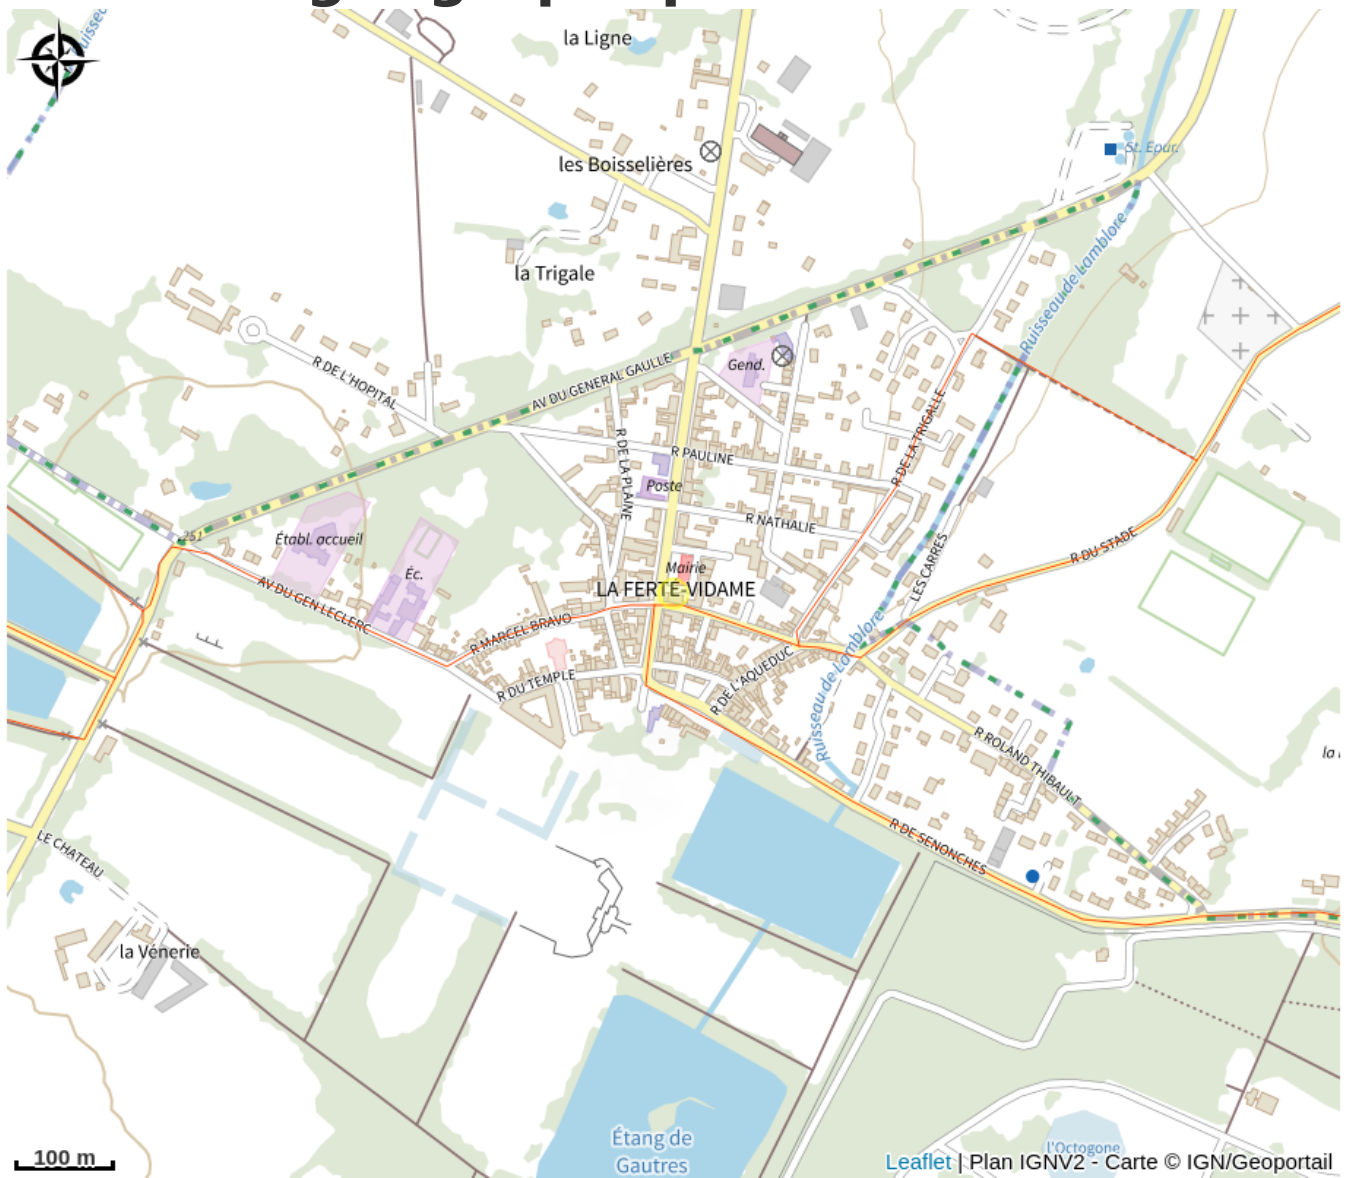 la Ligne
les Boisselières
St. Epur.
Ruisseau de Lamblore
la Trigale
R DE L'HOPITAL
AV DU GENERAL GAULLE
Gend.
R DE LA TRIGALLE
R DE LA PLAINE
R PAULINE
Poste
R NATHALIE
251
Établ. accueil
Éc.
Mairie
LA FERTE-VIDAME
LES CARRES
R DU STADE
AV DU GEN LECLERC
R MARCEL BRAVO
R DU TEMPLE
R DE L'AQUEDUC
Ruisseau de Lamblore
R ROLAND THIBAULT
R DE SENONCHES
LE CHATEAU
la Vénerie
Étang de
Gautres
l'Octogone
100 m
Leaflet | Plan IGNV2 - Carte © IGN/Geoportail